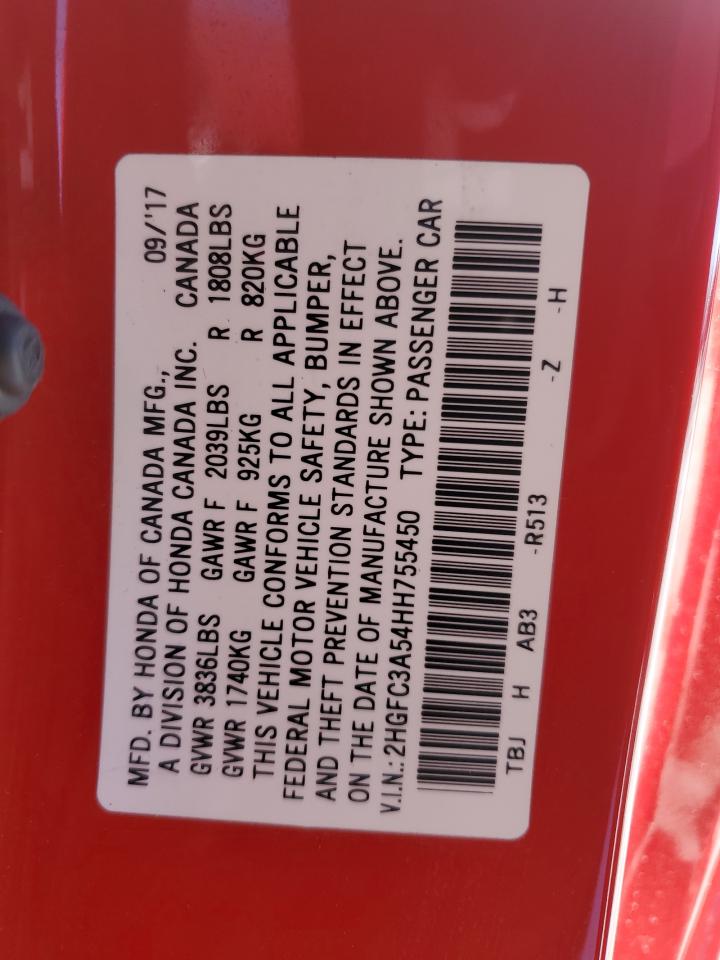 MFD. BY HONDA OF CANADA MFG., 09/'17
A DIVISION OF HONDA CANADA INC. CANADA
GVWR 3836LBS GAWR F 2039LBS R 1808LBS
GVWR 1740KG GAWR F 925KG R 820KG
THIS VEHICLE CONFORMS TO ALL APPLICABLE
FEDERAL MOTOR VEHICLE SAFETY, BUMPER,
AND THEFT PREVENTION STANDARDS IN EFFECT
ON THE DATE OF MANUFACTURE SHOWN ABOVE.
V.I.N.: 2HGFC3A54HH755450 TYPE: PASSENGER CAR
TBJ H AB3 -R513 -Z -H